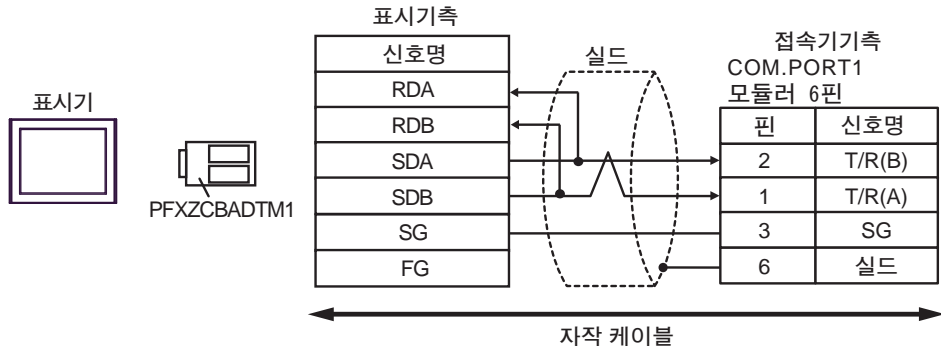 표시기
PFXZCBADTM1
표시기측
신호명
RDA
RDB
SDA
SDB
SG
FG
실드
접속기기측
COM.PORT1
모듈러 6핀
핀 신호명
2 T/R(B)
1 T/R(A)
3 SG
6 실드
자작 케이블